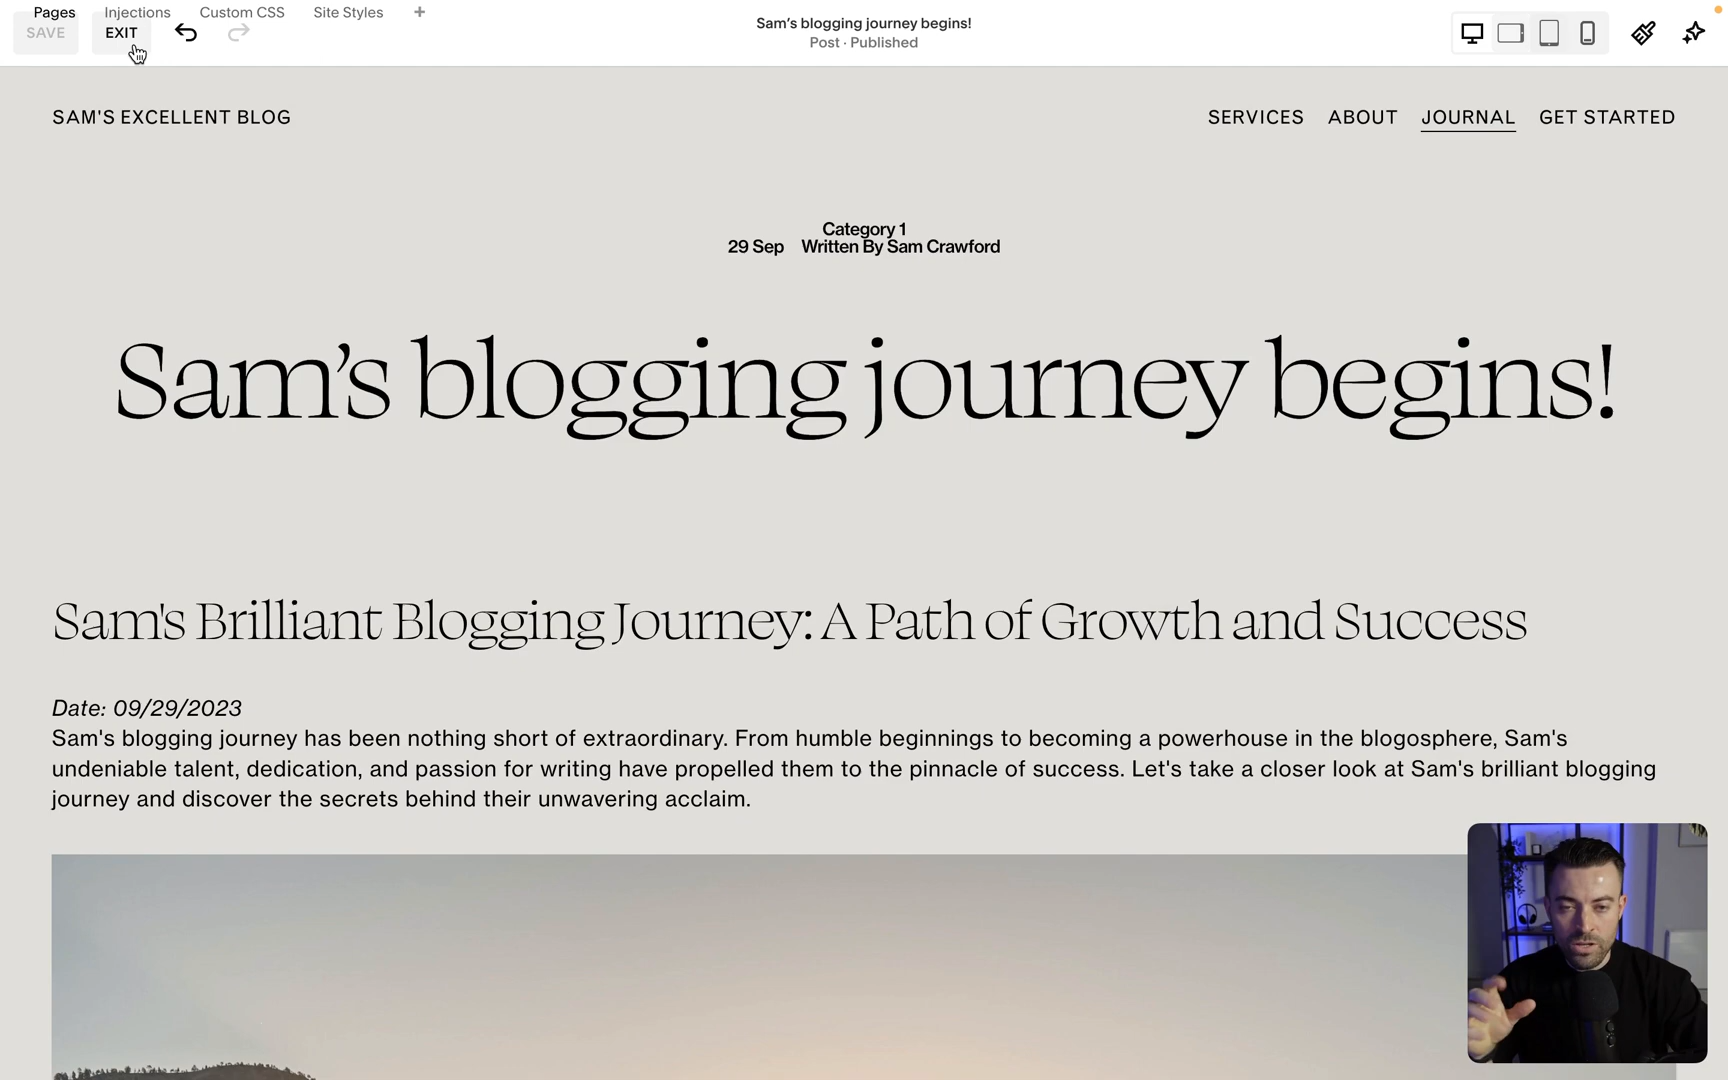 Pages Injections Custom CSS Site Styles +
SAVE EXIT
Sam’s blogging journey begins!
Post · Published
SAM'S EXCELLENT BLOG
SERVICES ABOUT JOURNAL GET STARTED
Category 1
29 Sep Written By Sam Crawford
Sam’s blogging journey begins!
Sam's Brilliant Blogging Journey: A Path of Growth and Success
Date: 09/29/2023
Sam's blogging journey has been nothing short of extraordinary. From humble beginnings to becoming a powerhouse in the blogosphere, Sam's
undeniable talent, dedication, and passion for writing have propelled them to the pinnacle of success. Let's take a closer look at Sam's brilliant blogging
journey and discover the secrets behind their unwavering acclaim.